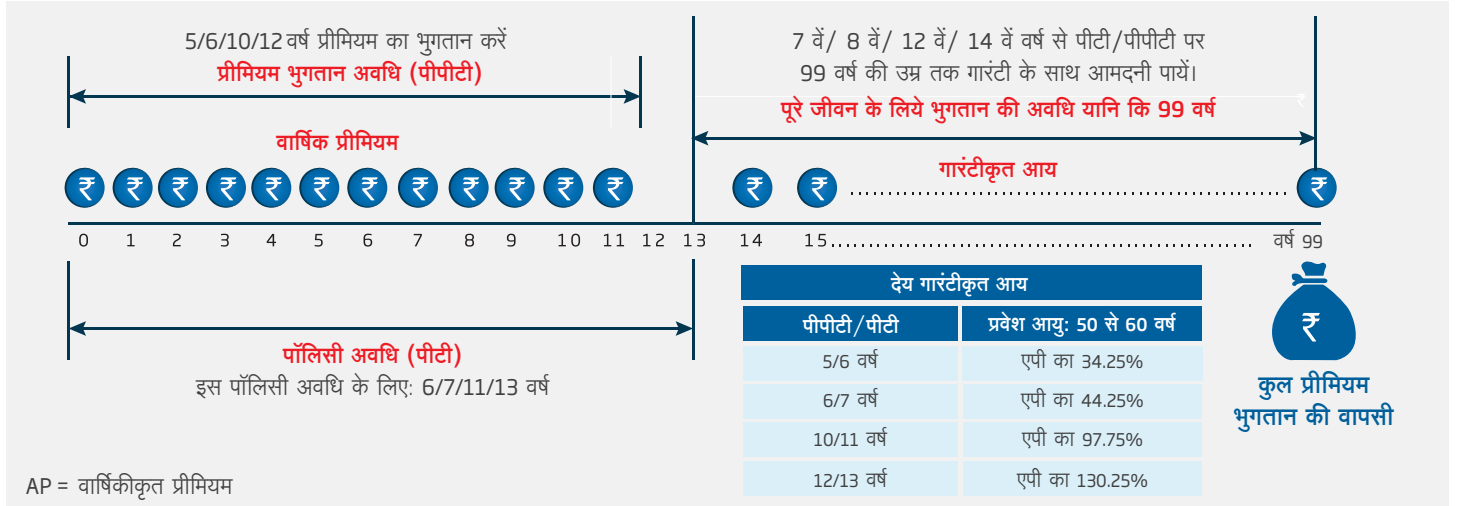 5/6/10/12 वर्ष प्रीमियम का भुगतान करें
प्रीमियम भुगतान अवधि (पीपीटी)
7 वें/ 8 वें/ 12 वें/ 14 वें वर्ष से पीटी/पीपीटी पर
99 वर्ष की उम्र तक गारंटी के साथ आमदनी पायें।
पूरे जीवन के लिये भुगतान की अवधि यानि कि 99 वर्ष
वार्षिक प्रीमियम
गारंटीकृत आय
₹ ₹ ₹ ₹ ₹ ₹ ₹ ₹ ₹ ₹ ₹ ₹ ₹ ₹ ₹
0 1 2 3 4 5 6 7 8 9 10 11 12 13 14 15 वर्ष 99
पॉलिसी अवधि (पीटी)
इस पॉलिसी अवधि के लिए: 6/7/11/13 वर्ष
देय गारंटीकृत आय
पीपीटी/पीटी प्रवेश आयु: 50 से 60 वर्ष
5/6 वर्ष एपी का 34.25%
6/7 वर्ष एपी का 44.25%
10/11 वर्ष एपी का 97.75%
12/13 वर्ष एपी का 130.25%
₹
कुल प्रीमियम
भुगतान की वापसी
AP = वार्षिकीकृत प्रीमियम